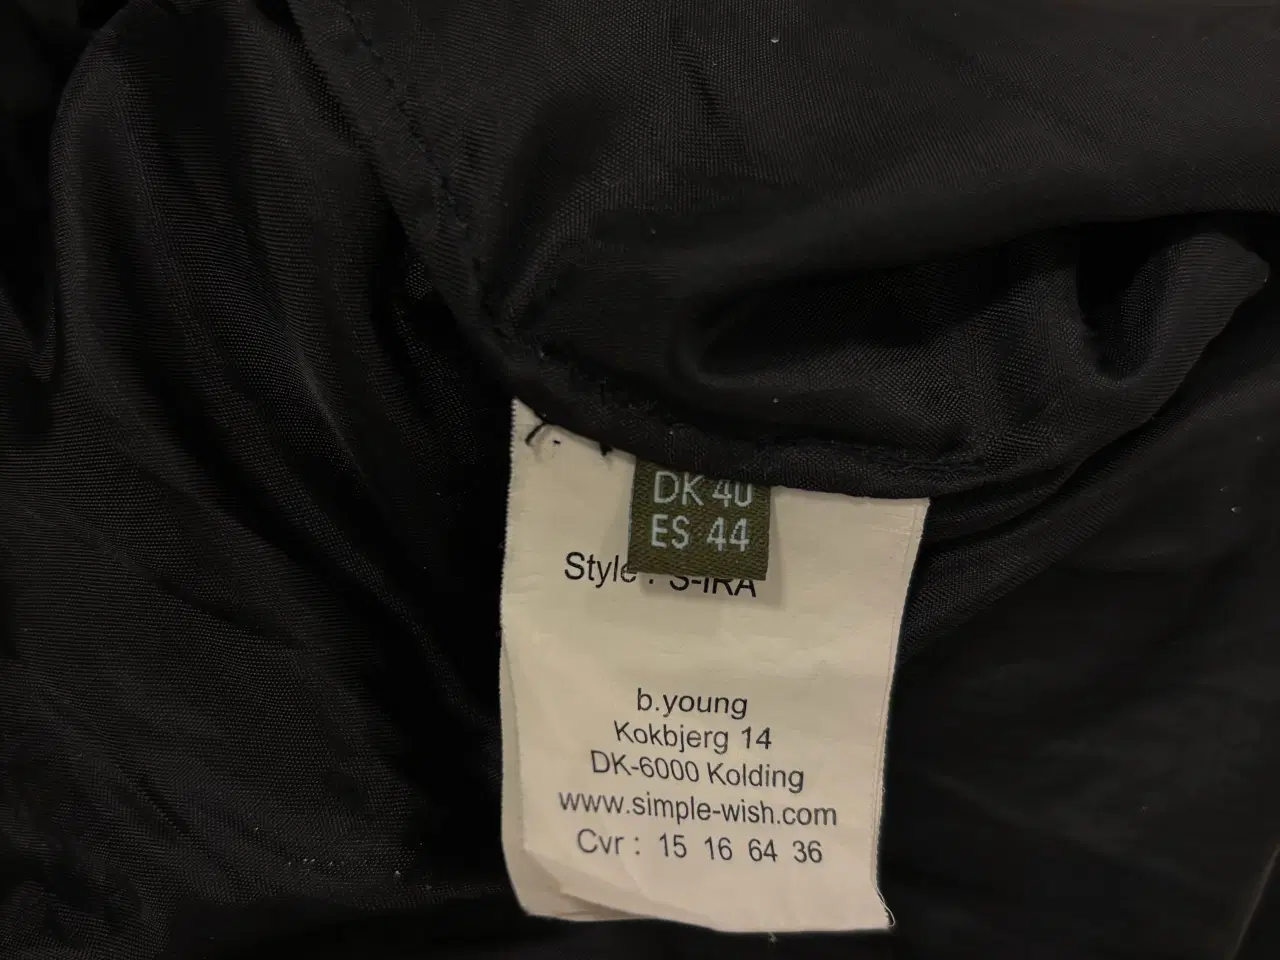 DK 40
ES 44
Style : S-IRA
b.young
Kokbjerg 14
DK-6000 Kolding
www.simple-wish.com
Cvr : 15 16 64 36